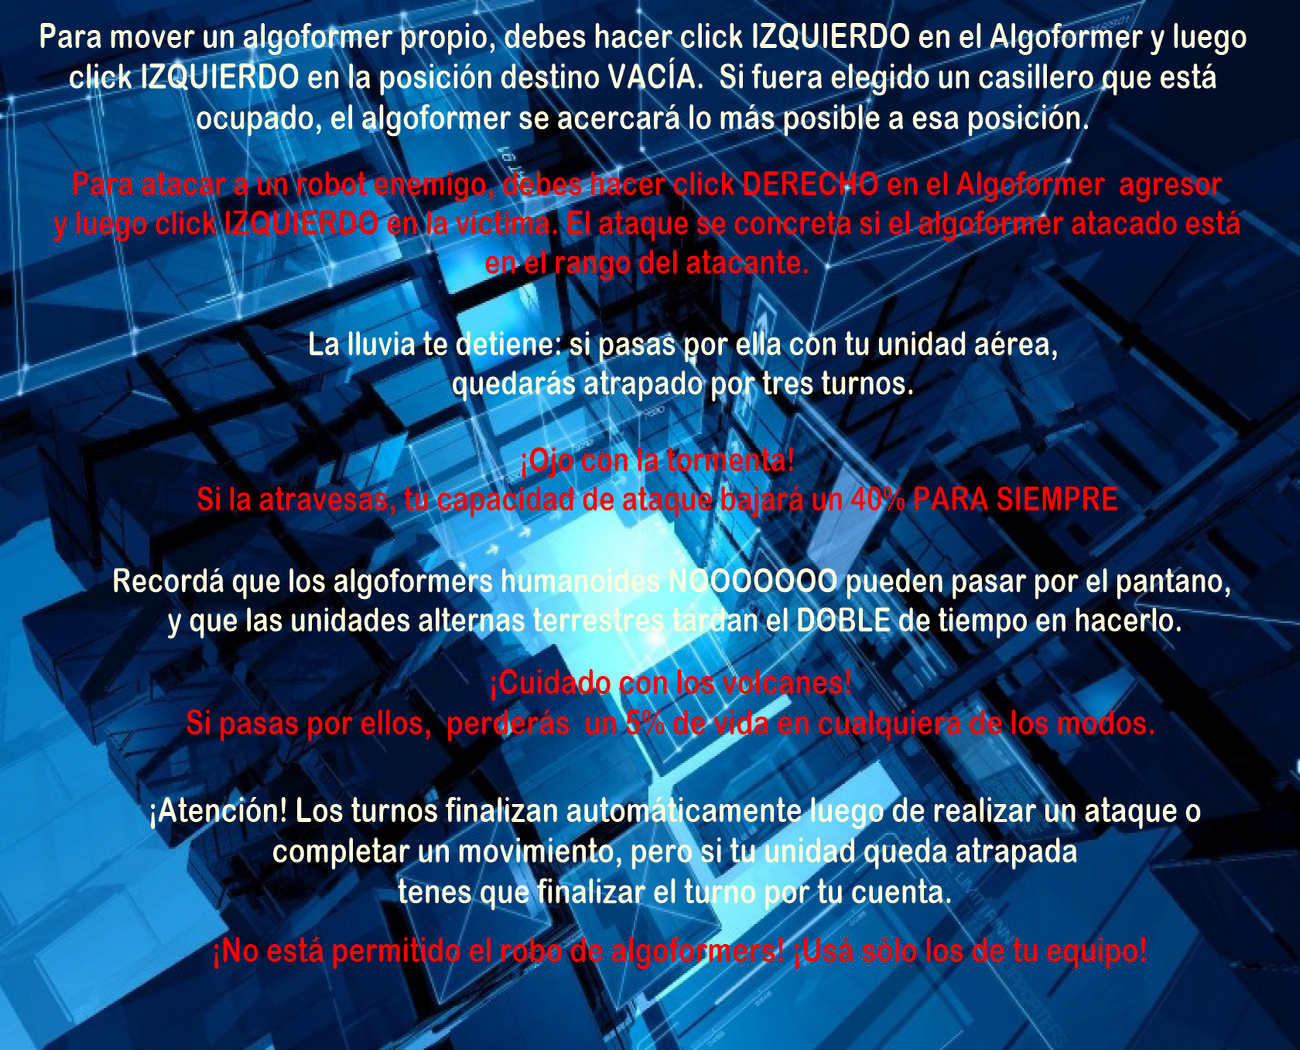 Para mover un algoformer propio, debes hacer click IZQUIERDO en el Algoformer y luego
click IZQUIERDO en la posición destino VACÍA.  Si fuera elegido un casillero que está
ocupado, el algoformer se acercará lo más posible a esa posición.
Para atacar a un robot enemigo, debes hacer click DERECHO en el Algoformer  agresor
y luego click IZQUIERDO en la victima. El ataque se concreta si el algoformer atacado está
en el rango del atacante.
La lluvia te detiene: si pasas por ella con tu unidad aérea,
quedarás atrapado por tres turnos.
¡Ojo con la tormenta!
Si la atravesas, tu capacidad de ataque bajará un 40% PARA SIEMPRE
Recordá que los algoformers humanoides NOOOOOOO pueden pasar por el pantano,
y que las unidades alternas terrestres tardan el DOBLE de tiempo en hacerlo.
¡Cuidado con los volcanes!
Si pasas por ellos,  perderás  un 5% de vida en cualquiera de los modos.
¡Atención! Los turnos finalizan automáticamente luego de realizar un ataque o
completar un movimiento, pero si tu unidad queda atrapada
tenes que finalizar el turno por tu cuenta.
¡No está permitido el robo de algoformers! ¡Usá sólo los de tu equipo!